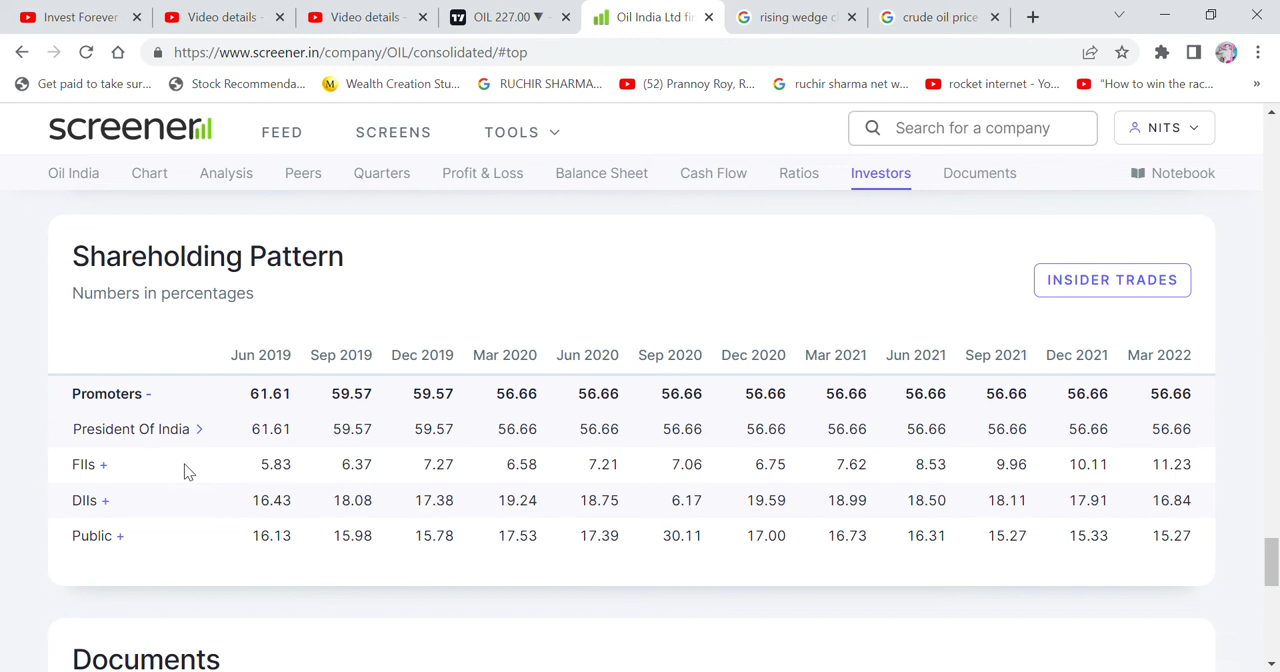 Invest Forever
Video details -
Video details -
OIL 227.00 ▼ -
Oil India Ltd fin
rising wedge c
crude oil price
https://www.screener.in/company/OIL/consolidated/#top
Get paid to take sur...
Stock Recommenda...
Wealth Creation Stu...
RUCHIR SHARMA...
(52) Prannoy Roy, R...
ruchir sharma net w...
rocket internet - Yo...
"How to win the rac...
»
screener
FEED
SCREENS
TOOLS
Search for a company
NITS
Oil India
Chart
Analysis
Peers
Quarters
Profit & Loss
Balance Sheet
Cash Flow
Ratios
Investors
Documents
Notebook
Shareholding Pattern
Numbers in percentages
INSIDER TRADES
Jun 2019 Sep 2019 Dec 2019 Mar 2020 Jun 2020 Sep 2020 Dec 2020 Mar 2021 Jun 2021 Sep 2021 Dec 2021 Mar 2022
Promoters - 61.61 59.57 59.57 56.66 56.66 56.66 56.66 56.66 56.66 56.66 56.66 56.66
President Of India > 61.61 59.57 59.57 56.66 56.66 56.66 56.66 56.66 56.66 56.66 56.66 56.66
FIIs + 5.83 6.37 7.27 6.58 7.21 7.06 6.75 7.62 8.53 9.96 10.11 11.23
DIIs + 16.43 18.08 17.38 19.24 18.75 6.17 19.59 18.99 18.50 18.11 17.91 16.84
Public + 16.13 15.98 15.78 17.53 17.39 30.11 17.00 16.73 16.31 15.27 15.33 15.27
Documents